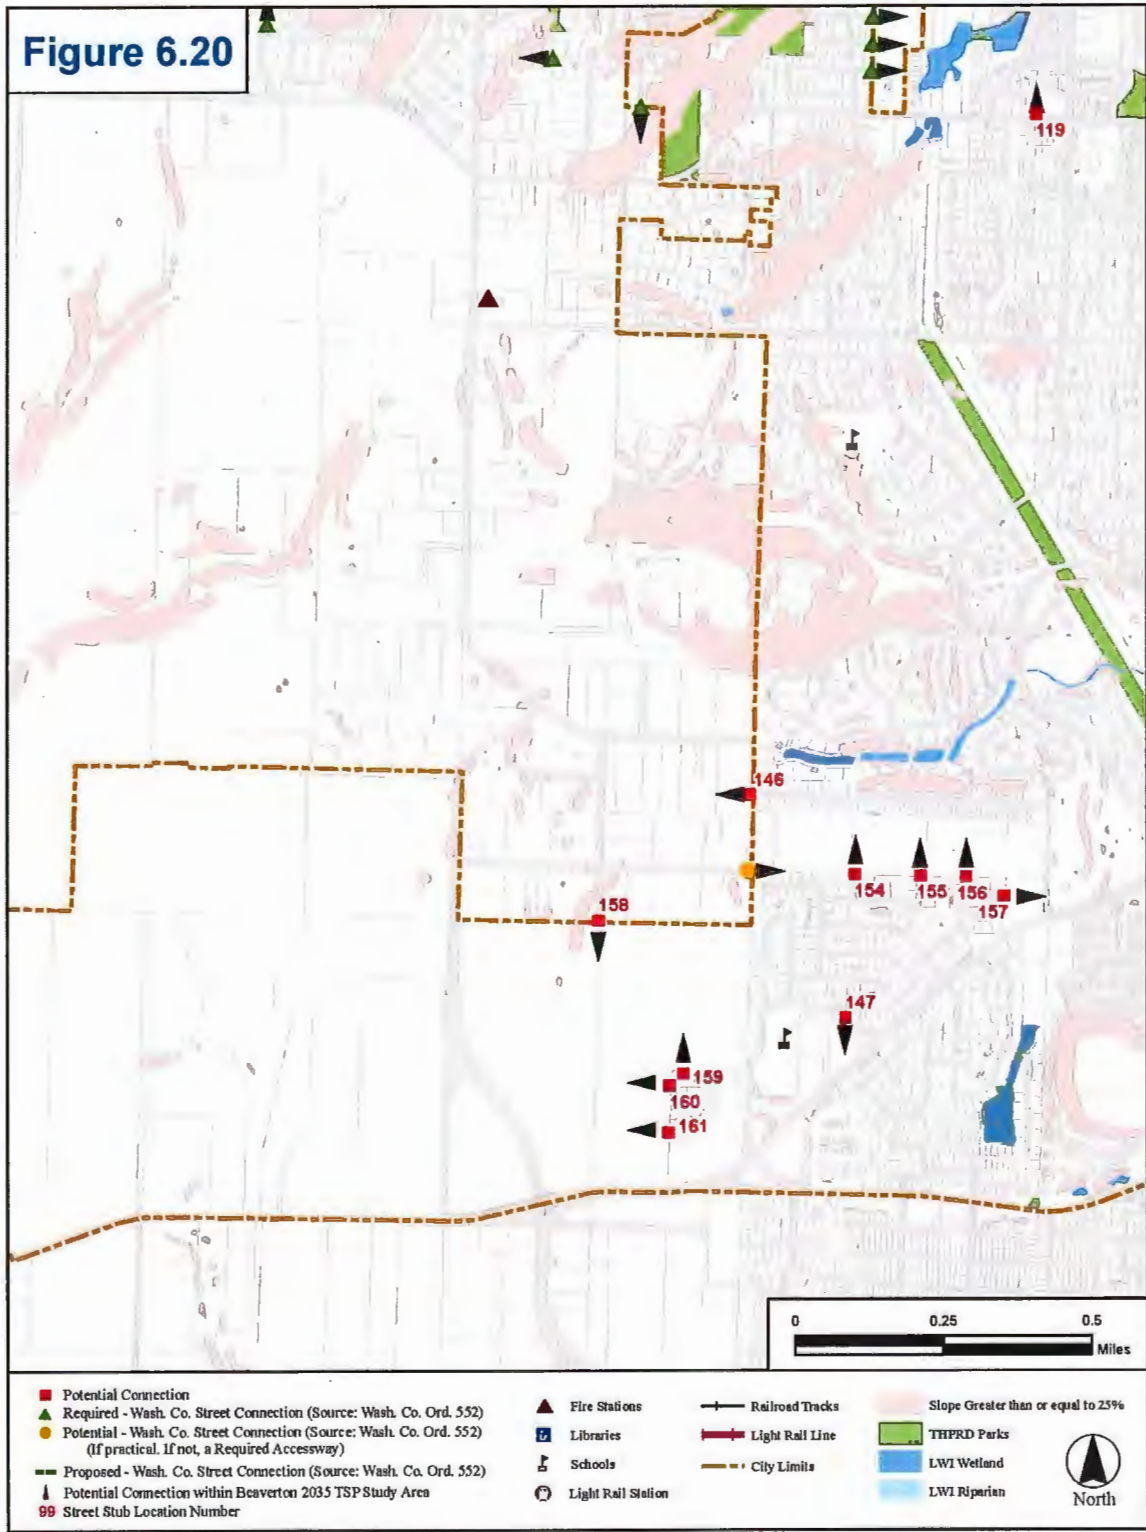 Figure 6.20
119
146
154
155
156
157
158
147
159
160
161
0 0.25 0.5
Miles
Potential Connection
Required - Wash. Co. Street Connection (Source: Wash. Co. Ord. 552)
Potential - Wash. Co. Street Connection (Source: Wash. Co. Ord. 552)
(If practical. If not, a Required Accessway)
Proposed - Wash. Co. Street Connection (Source: Wash. Co. Ord. 552)
Potential Connection within Beaverton 2035 TSP Study Area
99 Street Stub Location Number
Fire Stations
Libraries
Schools
Light Rail Station
Railroad Tracks
Light Rail Line
City Limits
Slope Greater than or equal to 25%
THPRD Parks
LWI Wetland
LWI Riparian
North